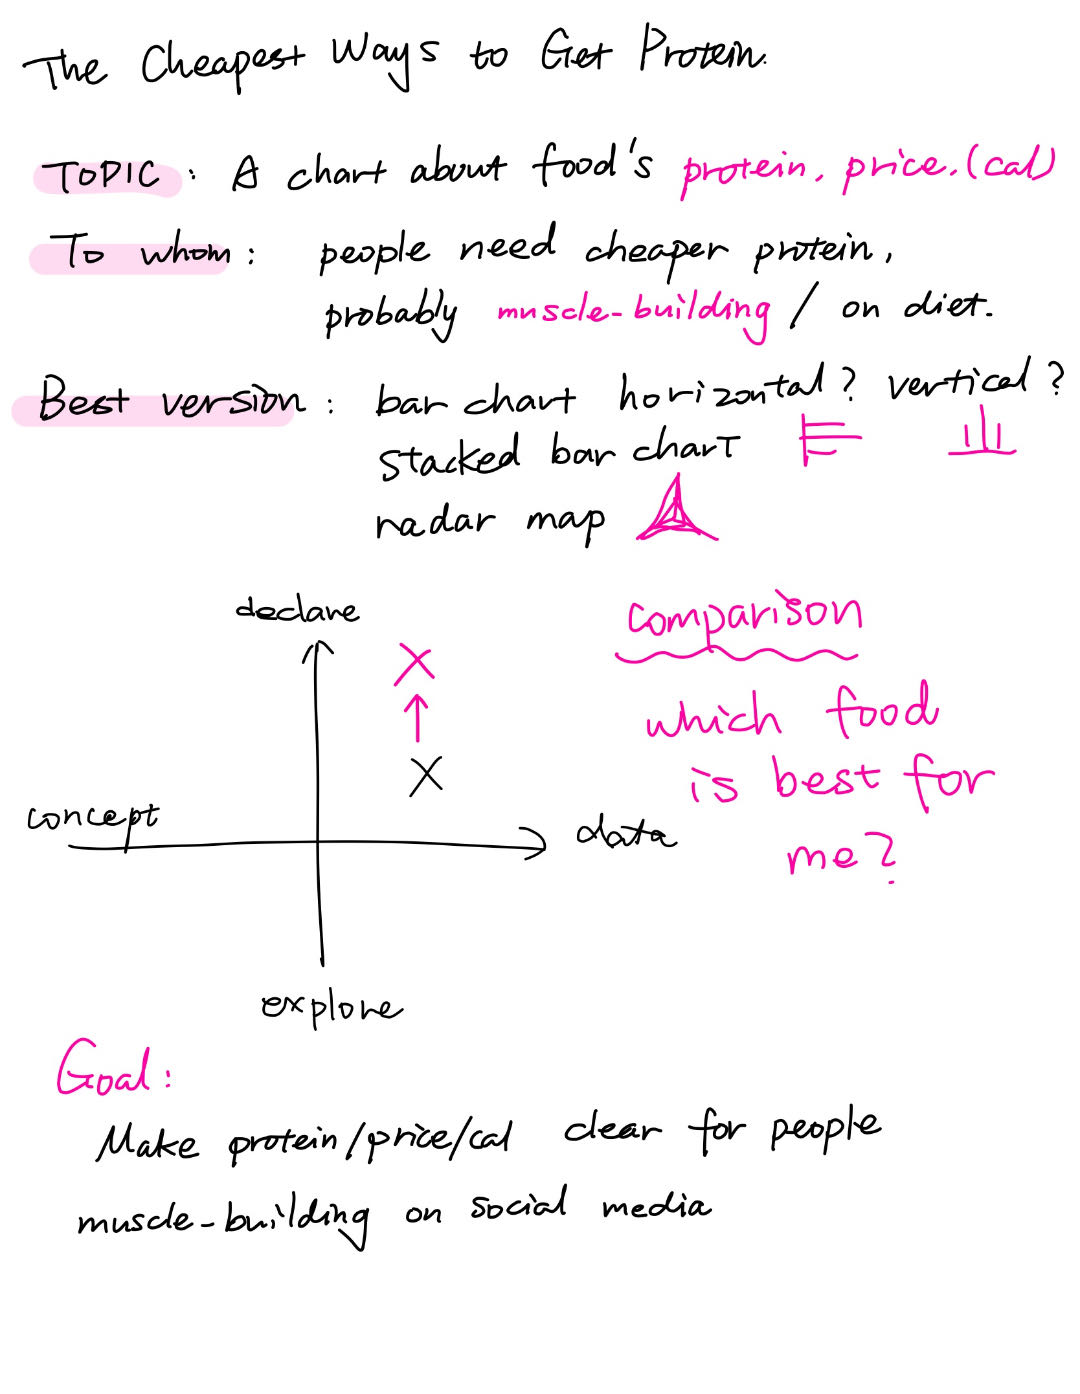 The Cheapest Ways to Get Protein.
TOPIC: A chart about food's protein, price.(cal)
To whom: people need cheaper protein,
probably muscle-building / on diet.
Best version: bar chart horizontal? vertical?
stacked bar chart
radar map
declare
comparison
which food
is best for
me?
concept
data
explore
Goal:
Make protein/price/cal clear for people
muscle-building on social media